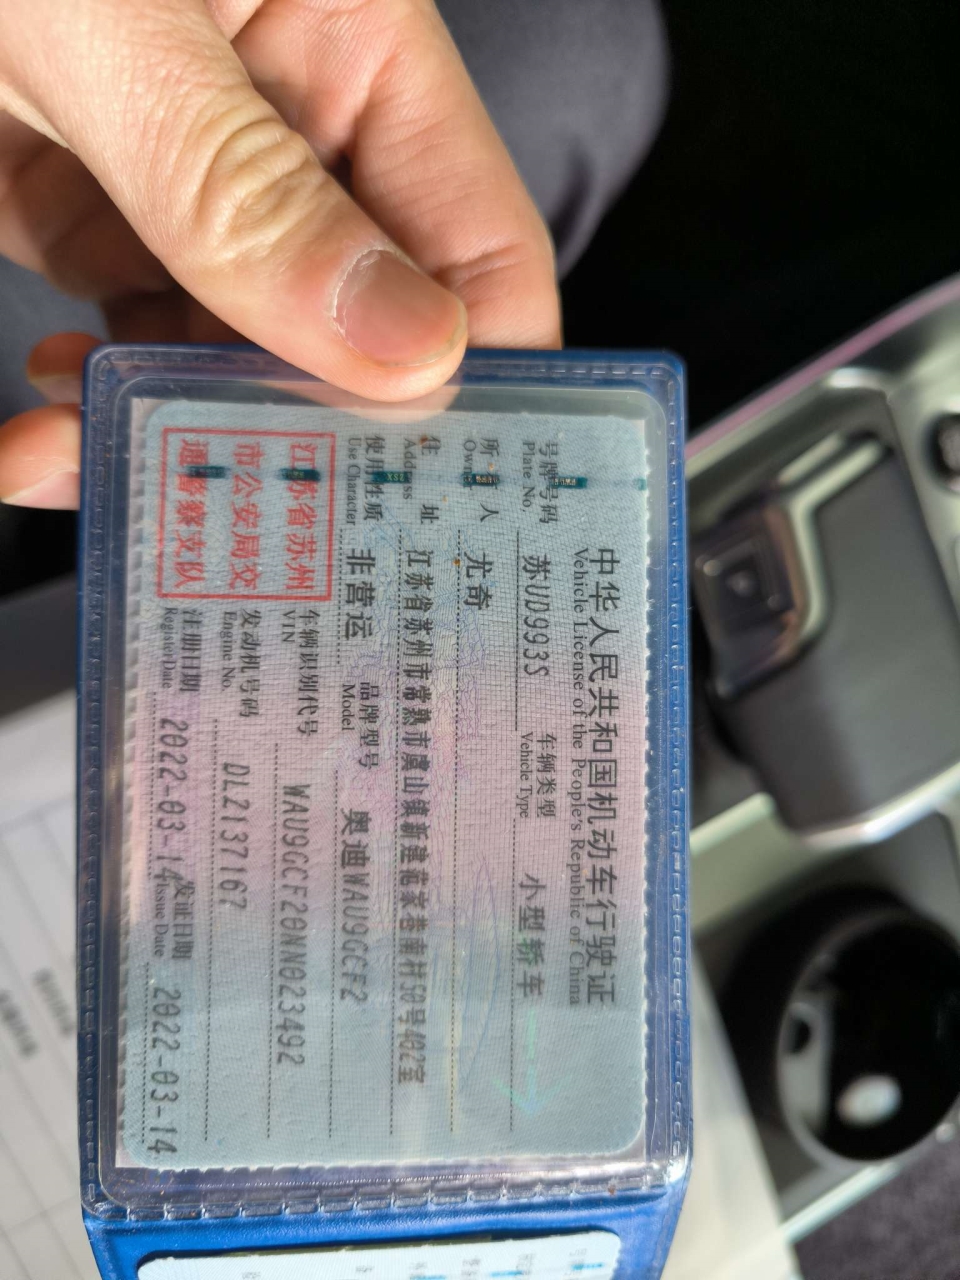 中华人民共和国机动车行驶证
Vehicle License of the People's Republic of China
号牌号码 苏UD993S 车辆类型 小型轿车
Plate No. Vehicle Type
所有人 尤奇
Owner
住址 江苏省苏州市常熟市虞山镇新建范家巷南村50号402室
Address
使用性质 非营运 品牌型号 奥迪WAU9GCF2
Use Character Model
江苏省苏州
市公安局交
通警察支队
车辆识别代号 WAU9GCF20NN023492
VIN
发动机号码 DLZ137167
Engine No.
注册日期 2022-03-14 发证日期 2022-03-14
Register Date Issue Date